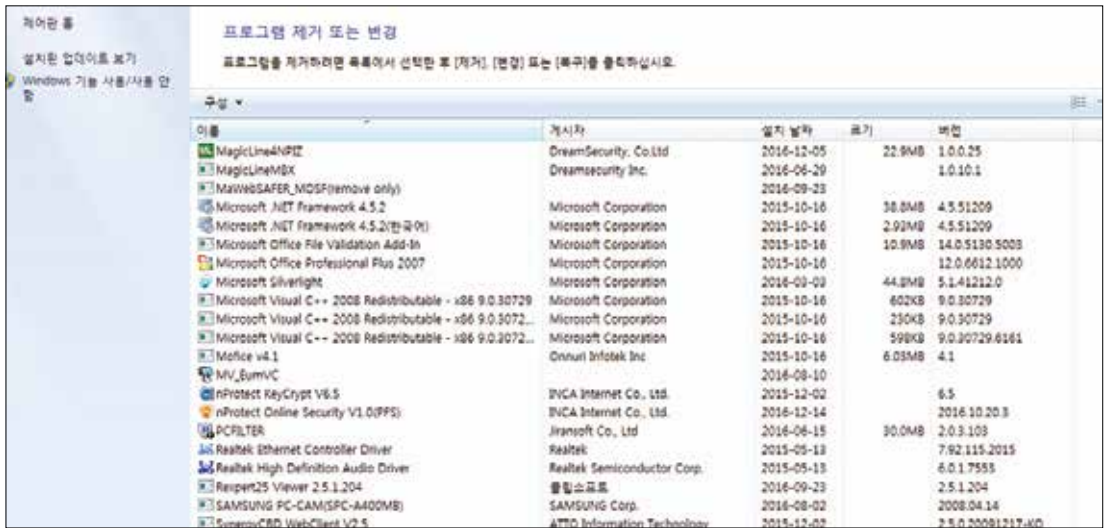 제어판 홈
설치된 업데이트 보기
Windows 기능 사용/사용 안
함
프로그램 제거 또는 변경
프로그램을 제거하려면 목록에서 선택한 후 [제거], [변경] 또는 [복구]를 클릭하십시오.
구성
이름 게시자 설치 날짜 크기 버전
MagicLine4NPIZ DreamSecurity, Co.Ltd 2016-12-05 22.9MB 1.0.0.25
MagicLineMBX Dreamsecurity Inc. 2016-06-29 1.0.10.1
MaWebSAFER_MDSF(remove only) 2016-09-23
Microsoft .NET Framework 4.5.2 Microsoft Corporation 2015-10-16 38.8MB 4.5.51209
Microsoft .NET Framework 4.5.2(한국어) Microsoft Corporation 2015-10-16 2.93MB 4.5.51209
Microsoft Office File Validation Add-In Microsoft Corporation 2015-10-16 10.9MB 14.0.5130.5003
Microsoft Office Professional Plus 2007 Microsoft Corporation 2015-10-16 12.0.6612.1000
Microsoft Silverlight Microsoft Corporation 2016-03-03 44.8MB 5.1.41212.0
Microsoft Visual C++ 2008 Redistributable - x86 9.0.30729 Microsoft Corporation 2015-10-16 602KB 9.0.30729
Microsoft Visual C++ 2008 Redistributable - x86 9.0.3072... Microsoft Corporation 2015-10-16 230KB 9.0.30729
Microsoft Visual C++ 2008 Redistributable - x86 9.0.3072... Microsoft Corporation 2015-10-16 598KB 9.0.30729.6161
Mofice v4.1 Onnuri Infotek Inc 2015-10-16 6.03MB 4.1
MV_EumVC 2016-08-10
nProtect KeyCrypt V6.5 INCA Internet Co., Ltd. 2015-12-02 6.5
nProtect Online Security V1.0(PFS) INCA Internet Co., Ltd. 2016-12-14 2016.10.20.3
PCFILTER Jiransoft Co., Ltd 2016-06-15 30.0MB 2.0.3.103
Realtek Ethernet Controller Driver Realtek 2015-05-13 7.92.115.2015
Realtek High Definition Audio Driver Realtek Semiconductor Corp. 2015-05-13 6.0.1.7553
Rexpert25 Viewer 2.5.1.204 클립소프트 2016-09-23 2.5.1.204
SAMSUNG PC-CAM(SPC-A400MB) SAMSUNG Corp. 2016-08-02 2008.04.14
SynergyCBD WebClient V2.5 ATTO Information Technology 2015-12-02 2.5.0.20091217-KD